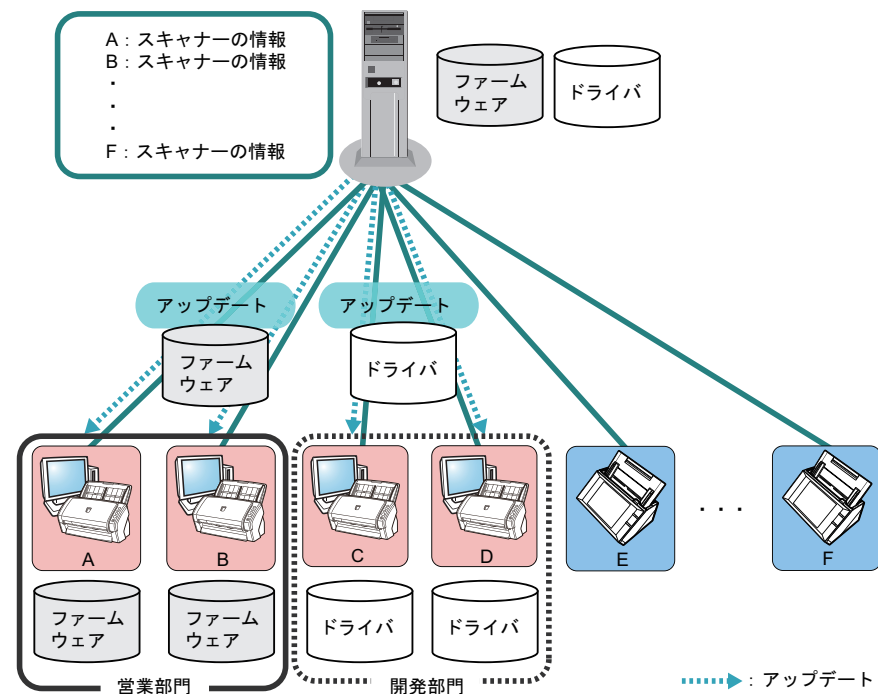 A：スキャナーの情報
B：スキャナーの情報
・
・
・
F：スキャナーの情報
ファーム
ウェア
ドライバ
アップデート
アップデート
ファーム
ウェア
ドライバ
A
B
C
D
E
・・・
F
ファーム
ウェア
ファーム
ウェア
ドライバ
ドライバ
営業部門
開発部門
：アップデート